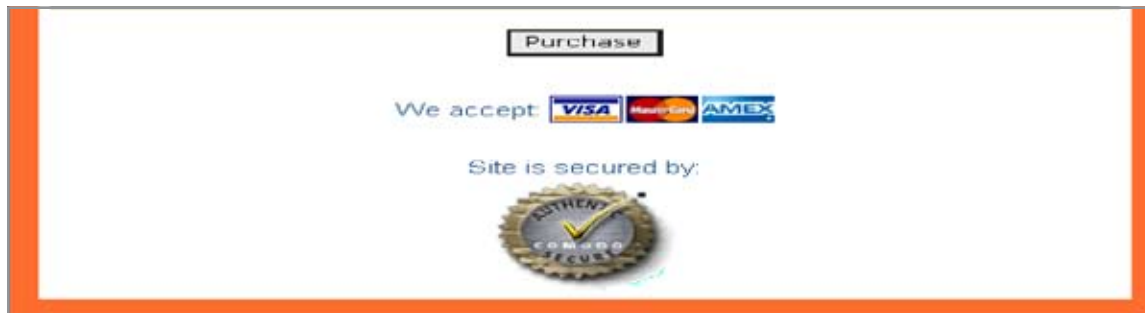 Purchase
We accept: VISA MasterCard AMEX
Site is secured by:
AUTHENTIC
COMODO
SECURE